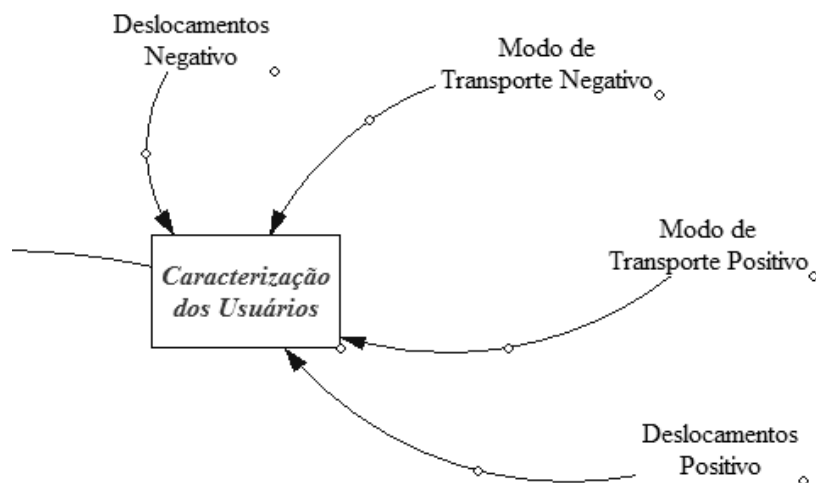 Deslocamentos
Negativo
Modo de
Transporte Negativo
Modo de
Transporte Positivo
Caracterização
dos Usuários
Deslocamentos
Positivo